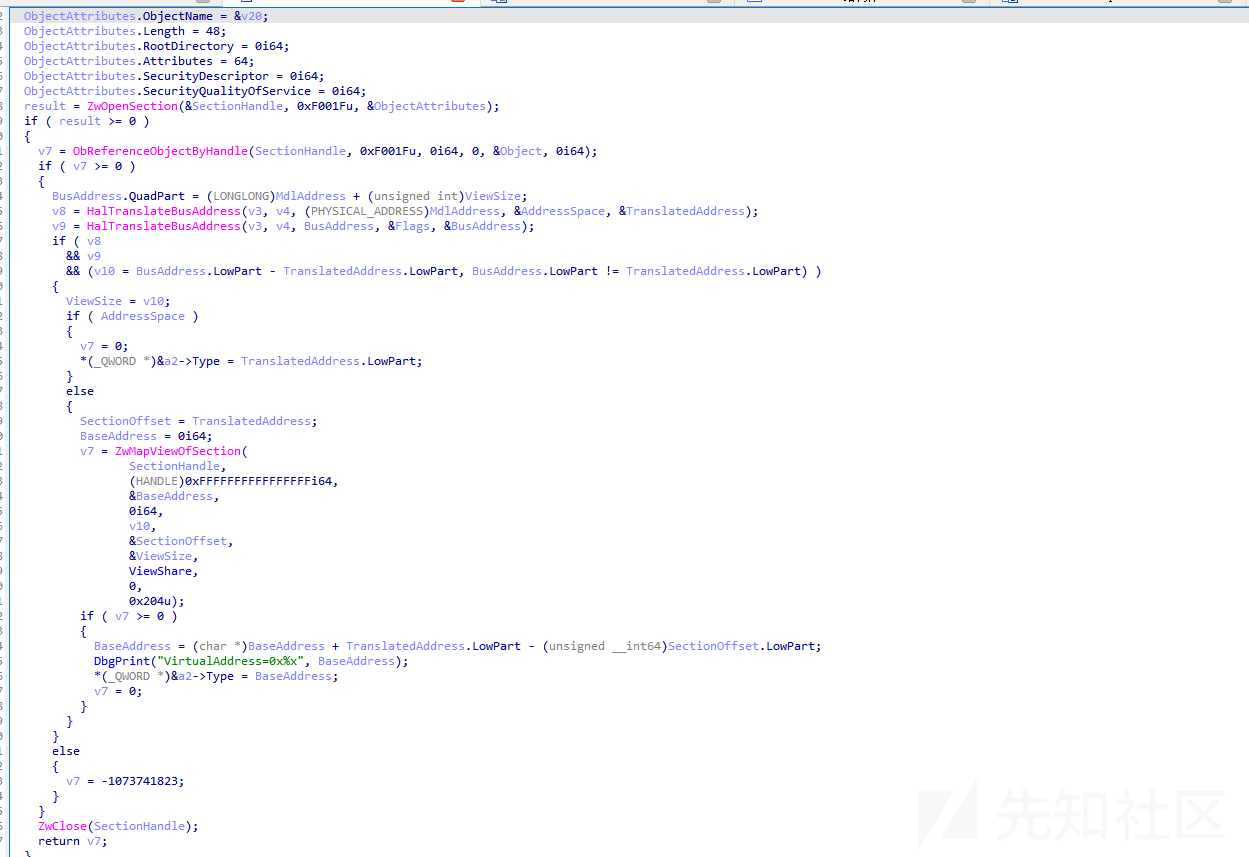 ObjectAttributes.ObjectName = &v20;
ObjectAttributes.Length = 48;
ObjectAttributes.RootDirectory = 0i64;
ObjectAttributes.Attributes = 64;
ObjectAttributes.SecurityDescriptor = 0i64;
ObjectAttributes.SecurityQualityOfService = 0i64;
result = ZwOpenSection(&SectionHandle, 0xF001Fu, &ObjectAttributes);
if ( result >= 0 )
{
v7 = ObReferenceObjectByHandle(SectionHandle, 0xF001Fu, 0i64, 0, &Object, 0i64);
if ( v7 >= 0 )
{
BusAddress.QuadPart = (LONGLONG)MdlAddress + (unsigned int)ViewSize;
v8 = HalTranslateBusAddress(v3, v4, (PHYSICAL_ADDRESS)MdlAddress, &AddressSpace, &TranslatedAddress);
v9 = HalTranslateBusAddress(v3, v4, BusAddress, &Flags, &BusAddress);
if ( v8
&& v9
&& (v10 = BusAddress.LowPart - TranslatedAddress.LowPart, BusAddress.LowPart != TranslatedAddress.LowPart) )
{
ViewSize = v10;
if ( AddressSpace )
{
v7 = 0;
*(_QWORD *)&a2->Type = TranslatedAddress.LowPart;
}
else
{
SectionOffset = TranslatedAddress;
BaseAddress = 0i64;
v7 = ZwMapViewOfSection(
SectionHandle,
(HANDLE)0xFFFFFFFFFFFFFFFFi64,
&BaseAddress,
0i64,
v10,
&SectionOffset,
&ViewSize,
ViewShare,
0,
0x204u);
if ( v7 >= 0 )
{
BaseAddress = (char *)BaseAddress + TranslatedAddress.LowPart - (unsigned __int64)SectionOffset.LowPart;
DbgPrint("VirtualAddress=0x%x", BaseAddress);
*(_QWORD *)&a2->Type = BaseAddress;
v7 = 0;
}
}
}
else
{
v7 = -1073741823;
}
}
ZwClose(SectionHandle);
return v7;
}
先知社区